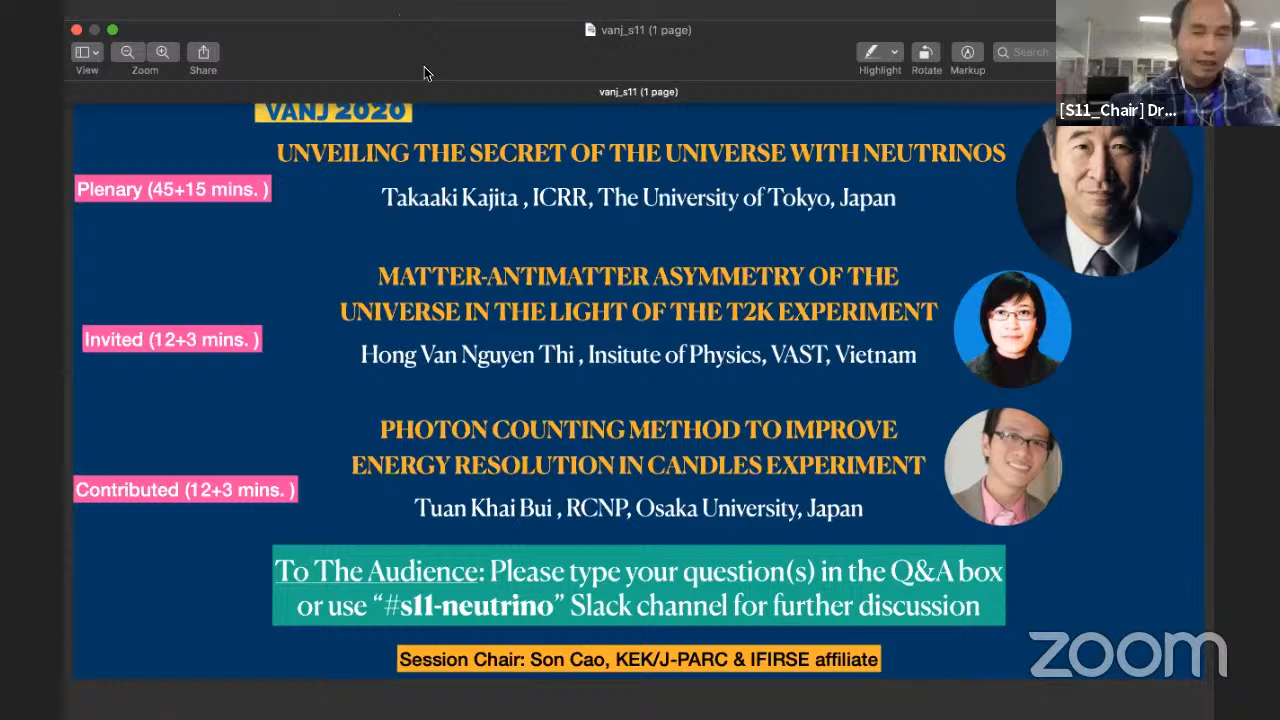 vanj_s11 (1 page)
View
Zoom
Share
Highlight
Rotate
Markup
Search
vanj_s11 (1 page)
[S11_Chair] Dr...
VANJ 2020
UNVEILING THE SECRET OF THE UNIVERSE WITH NEUTRINOS
Plenary (45+15 mins. )
Takaaki Kajita , ICRR, The University of Tokyo, Japan
MATTER-ANTIMATTER ASYMMETRY OF THE
UNIVERSE IN THE LIGHT OF THE T2K EXPERIMENT
Invited (12+3 mins. )
Hong Van Nguyen Thi , Insitute of Physics, VAST, Vietnam
PHOTON COUNTING METHOD TO IMPROVE
ENERGY RESOLUTION IN CANDLES EXPERIMENT
Contributed (12+3 mins. )
Tuan Khai Bui , RCNP, Osaka University, Japan
To The Audience: Please type your question(s) in the Q&A box
or use “#s11-neutrino” Slack channel for further discussion
Session Chair: Son Cao, KEK/J-PARC & IFIRSE affiliate
zoom